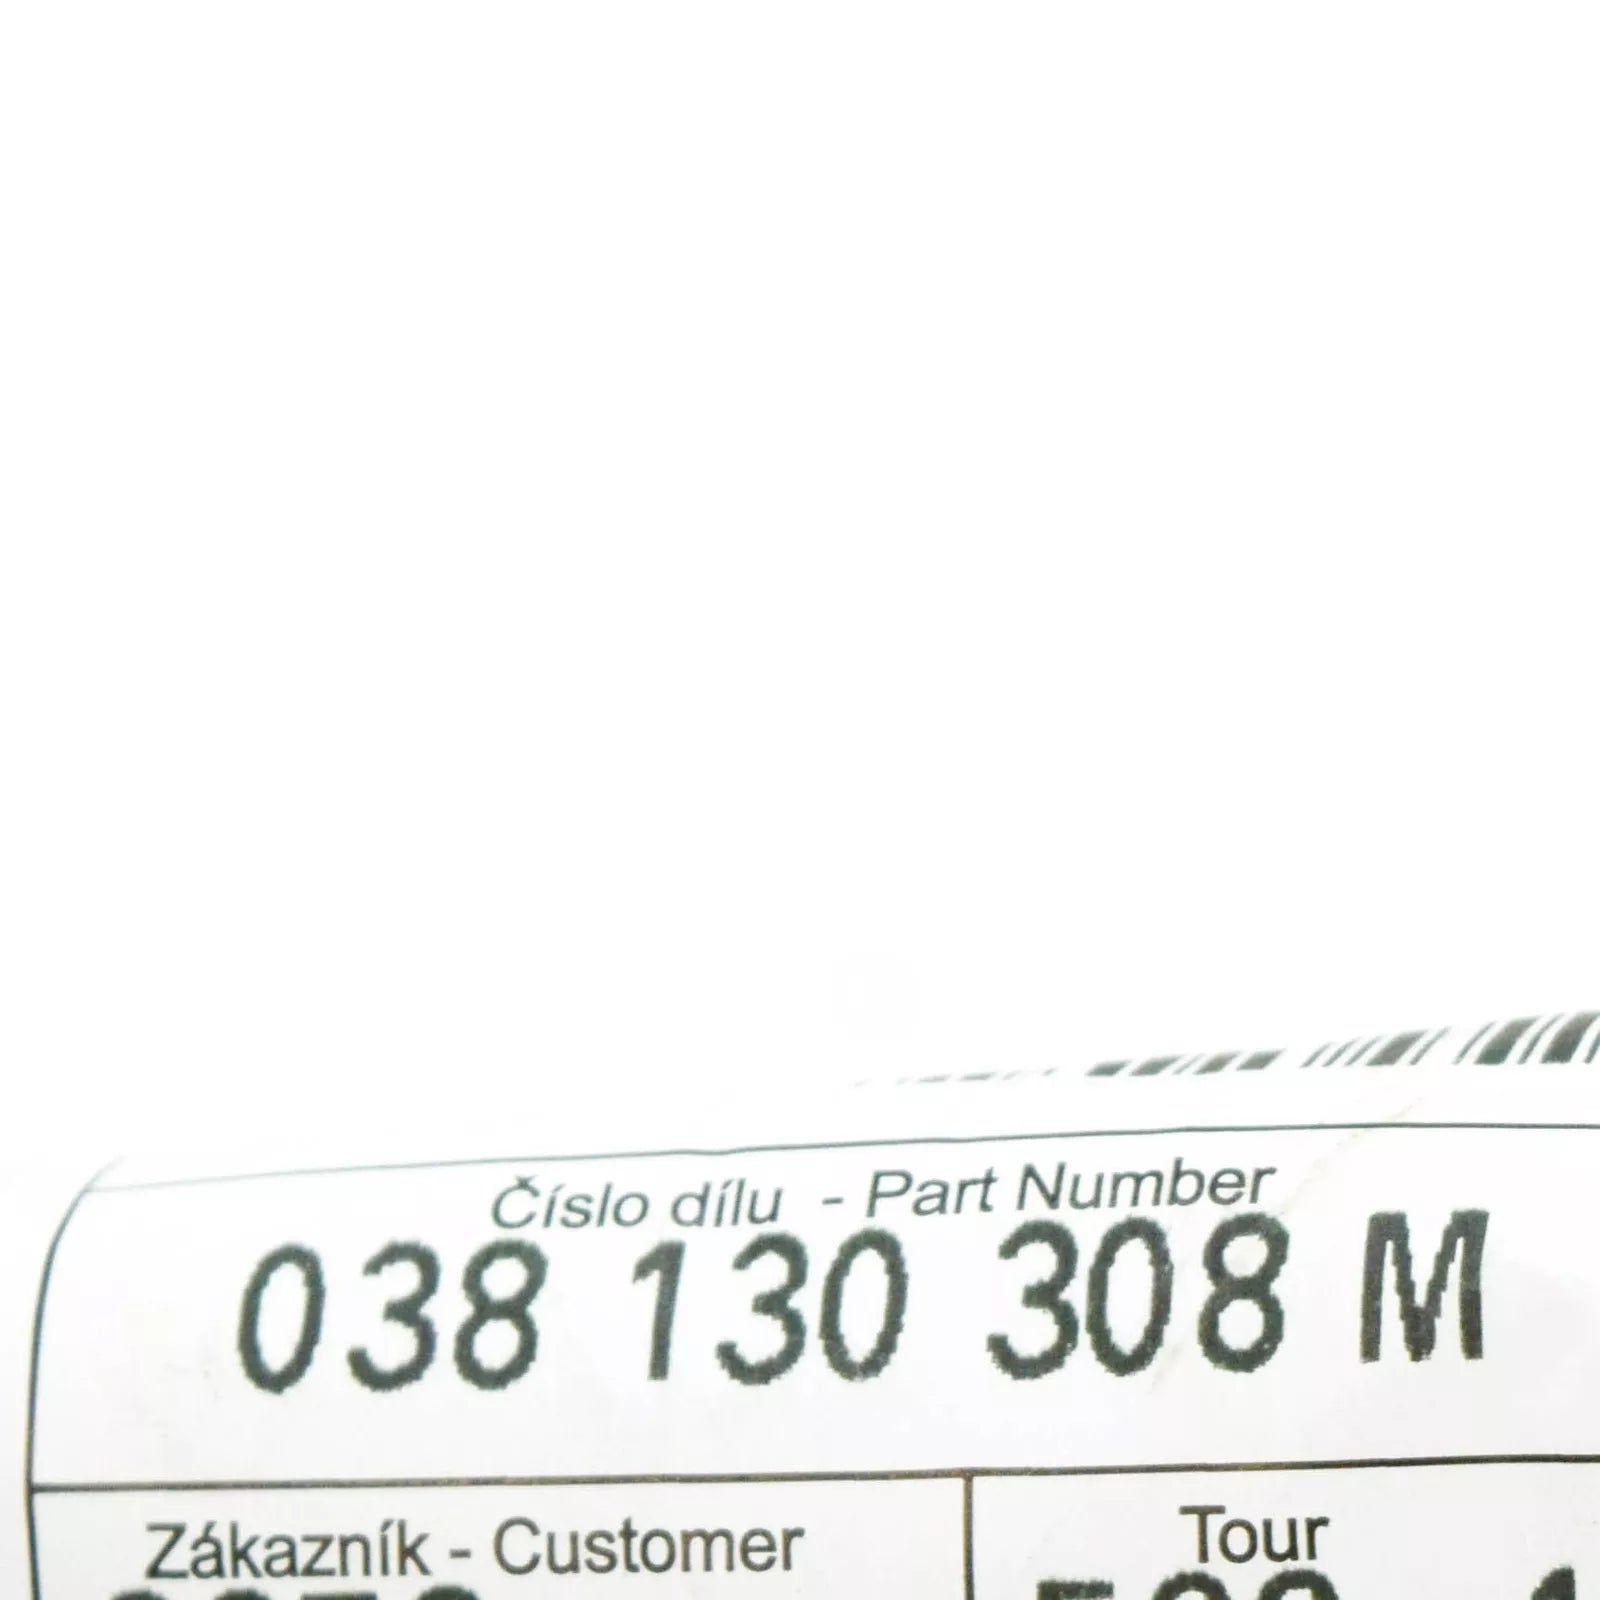 Číslo dílu - Part Number
038 130 308 M
Zákazník - Customer
Tour